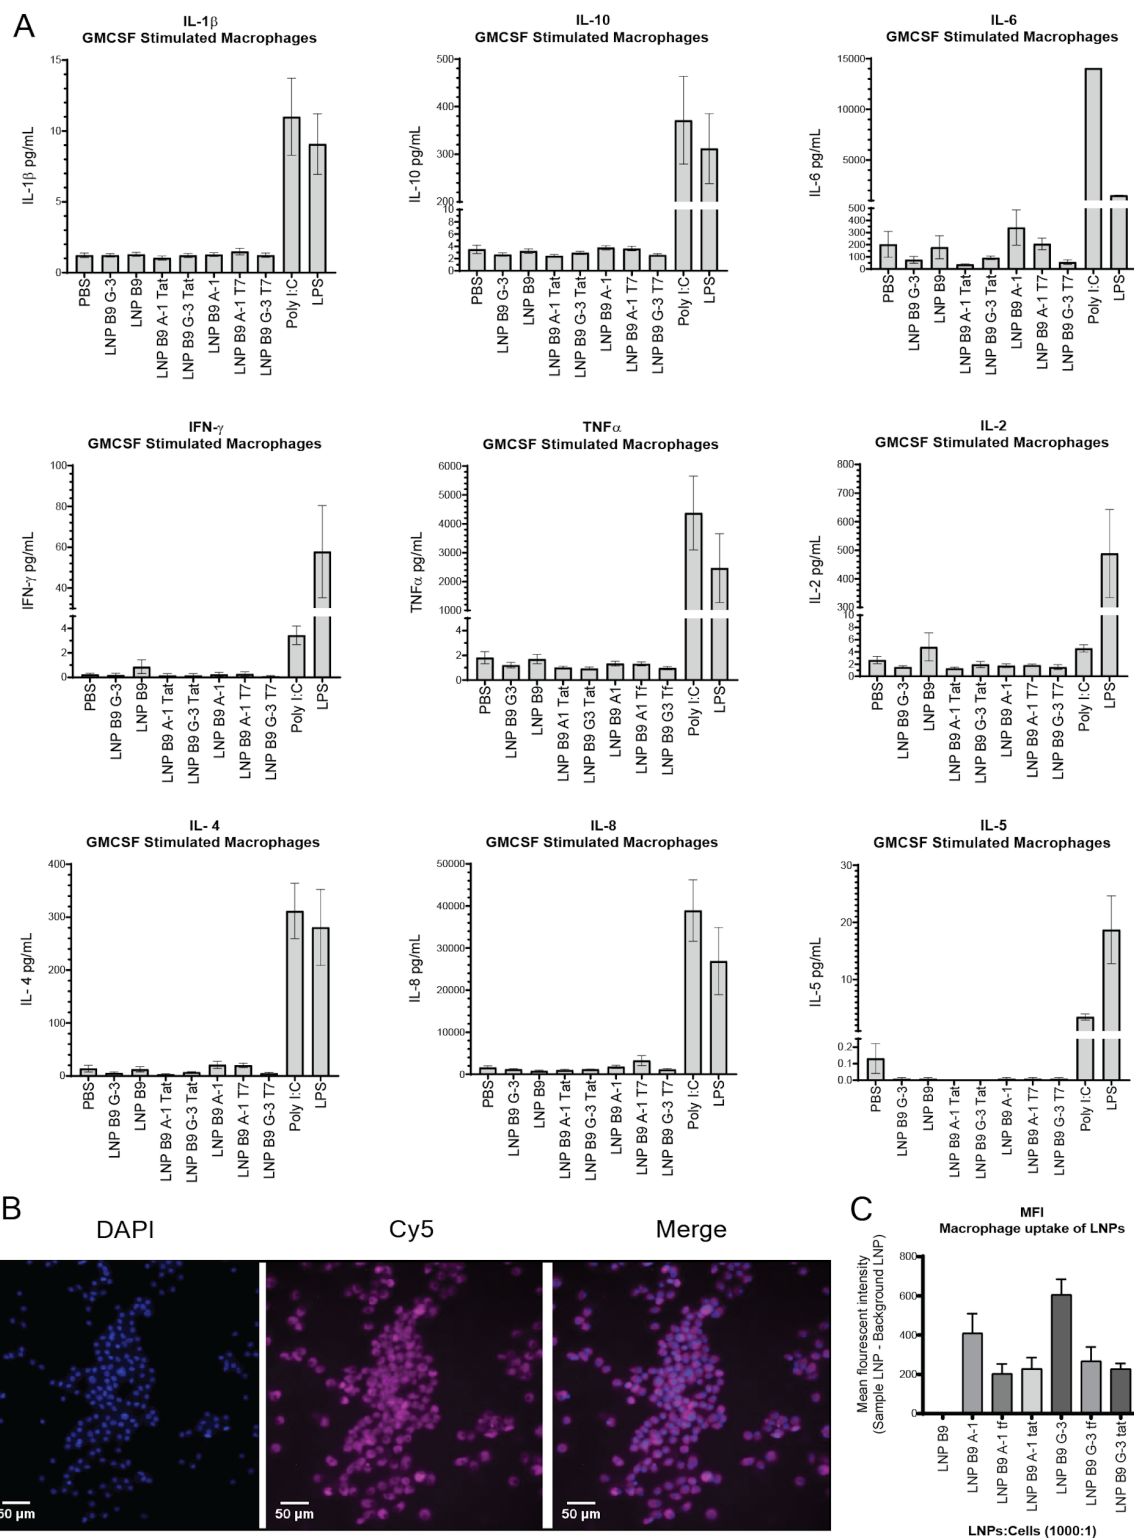 A
IL-1β
GMCSF Stimulated Macrophages
IL-1β pg/mL
15
10
5
0
PBS
LNP B9 G-3
LNP B9
LNP B9 A-1 Tat
LNP B9 G-3 Tat
LNP B9 A-1
LNP B9 A-1 T7
LNP B9 G-3 T7
Poly I:C
LPS
IL-10
GMCSF Stimulated Macrophages
IL-10 pg/mL
500
400
300
200
10
8
6
4
2
0
PBS
LNP B9 G-3
LNP B9
LNP B9 A-1 Tat
LNP B9 G-3 Tat
LNP B9 A-1
LNP B9 A-1 T7
LNP B9 G-3 T7
Poly I:C
LPS
IL-6
GMCSF Stimulated Macrophages
IL-6 pg/mL
15000
10000
5000
500
400
300
200
100
0
PBS
LNP B9 G-3
LNP B9
LNP B9 A-1 Tat
LNP B9 G-3 Tat
LNP B9 A-1
LNP B9 A-1 T7
LNP B9 G-3 T7
Poly I:C
LPS
IFN-γ
GMCSF Stimulated Macrophages
IFN-γ pg/mL
100
80
60
40
4
2
0
PBS
LNP B9 G-3
LNP B9
LNP B9 A-1 Tat
LNP B9 G-3 Tat
LNP B9 A-1
LNP B9 A-1 T7
LNP B9 G-3 T7
Poly I:C
LPS
TNFα
GMCSF Stimulated Macrophages
TNFα pg/mL
6000
5000
4000
3000
2000
1000
4
2
0
PBS
LNP B9 G3
LNP B9
LNP B9 A1 Tat
LNP B9 G3 Tat
LNP B9 A1
LNP B9 A1 Tf
LNP B9 G3 Tf
Poly I:C
LPS
IL-2
GMCSF Stimulated Macrophages
IL-2 pg/mL
800
700
600
500
400
300
10
8
6
4
2
0
PBS
LNP B9 G-3
LNP B9
LNP B9 A-1 Tat
LNP B9 G-3 Tat
LNP B9 A-1
LNP B9 A-1 T7
LNP B9 G-3 T7
Poly I:C
LPS
IL- 4
GMCSF Stimulated Macrophages
IL- 4 pg/mL
400
300
200
100
0
PBS
LNP B9 G-3
LNP B9
LNP B9 A-1 Tat
LNP B9 G-3 Tat
LNP B9 A-1
LNP B9 A-1 T7
LNP B9 G-3 T7
Poly I:C
LPS
IL-8
GMCSF Stimulated Macrophages
IL-8 pg/mL
50000
40000
30000
20000
10000
0
PBS
LNP B9 G-3
LNP B9
LNP B9 A-1 Tat
LNP B9 G-3 Tat
LNP B9 A-1
LNP B9 A-1 T7
LNP B9 G-3 T7
Poly I:C
LPS
IL-5
GMCSF Stimulated Macrophages
IL-5 pg/mL
30
20
10
0.2
0.1
0.0
PBS
LNP B9 G-3
LNP B9
LNP B9 A-1 Tat
LNP B9 G-3 Tat
LNP B9 A-1
LNP B9 A-1 T7
LNP B9 G-3 T7
Poly I:C
LPS
B
DAPI
Cy5
Merge
50 µm
50 µm
50 µm
C
MFI
Macrophage uptake of LNPs
Mean flourescent intensity
(Sample LNP - Background LNP)
800
600
400
200
0
LNP B9
LNP B9 A-1
LNP B9 A-1 tf
LNP B9 A-1 tat
LNP B9 G-3
LNP B9 G-3 tf
LNP B9 G-3 tat
LNPs:Cells (1000:1)